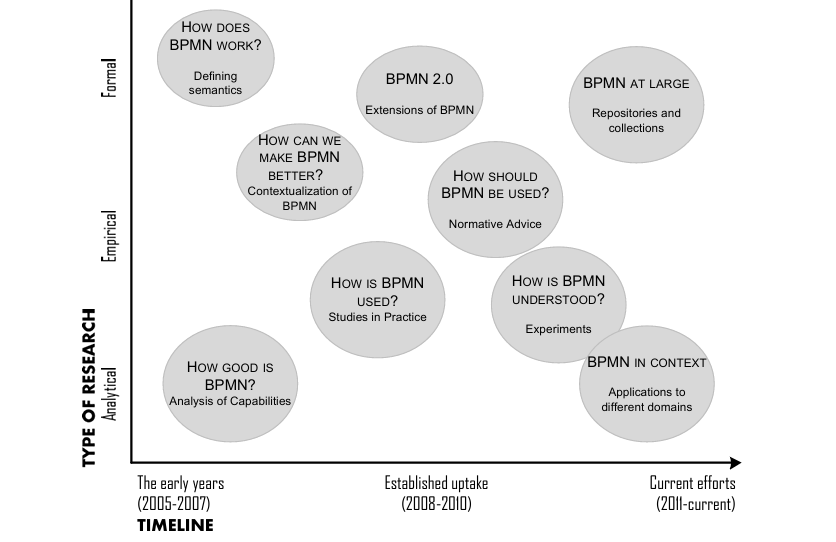 HOW DOES
BPMN WORK?
Defining
semantics
BPMN 2.0
Extensions of BPMN
BPMN AT LARGE
Repositories and
collections
HOW CAN WE
MAKE BPMN
BETTER?
Contextualization of
BPMN
HOW SHOULD
BPMN BE USED?
Normative Advice
HOW IS BPMN
USED?
Studies in Practice
HOW IS BPMN
UNDERSTOOD?
Experiments
HOW GOOD IS
BPMN?
Analysis of Capabilities
BPMN IN CONTEXT
Applications to
different domains
Formal
Empirical
Analytical
TYPE OF RESEARCH
The early years
(2005-2007)
Established uptake
(2008-2010)
Current efforts
(2011-current)
TIMELINE